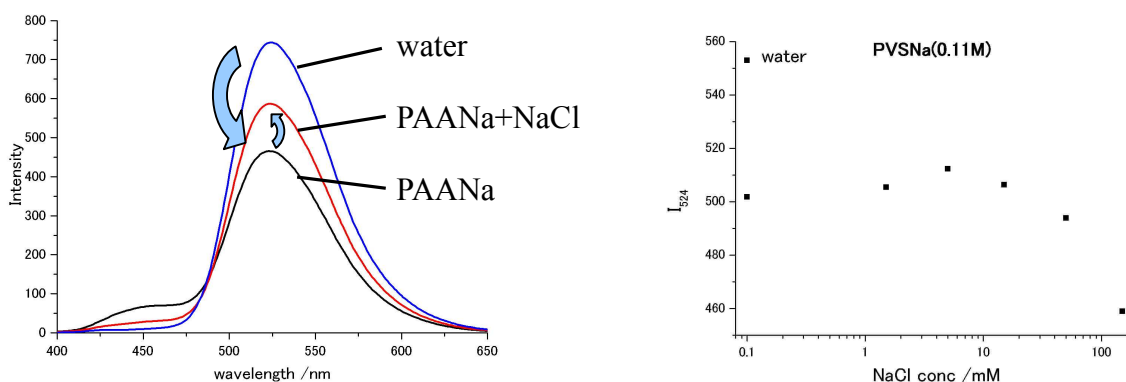 800
700
600
500
400
300
200
100
0
Intensity
400 450 500 550 600 650
wavelength /nm
water
PAANa+NaCl
PAANa
560
540
520
500
480
460
I524
water
PVSNa(0.11M)
0.1 1 10 100
NaCl conc /mM